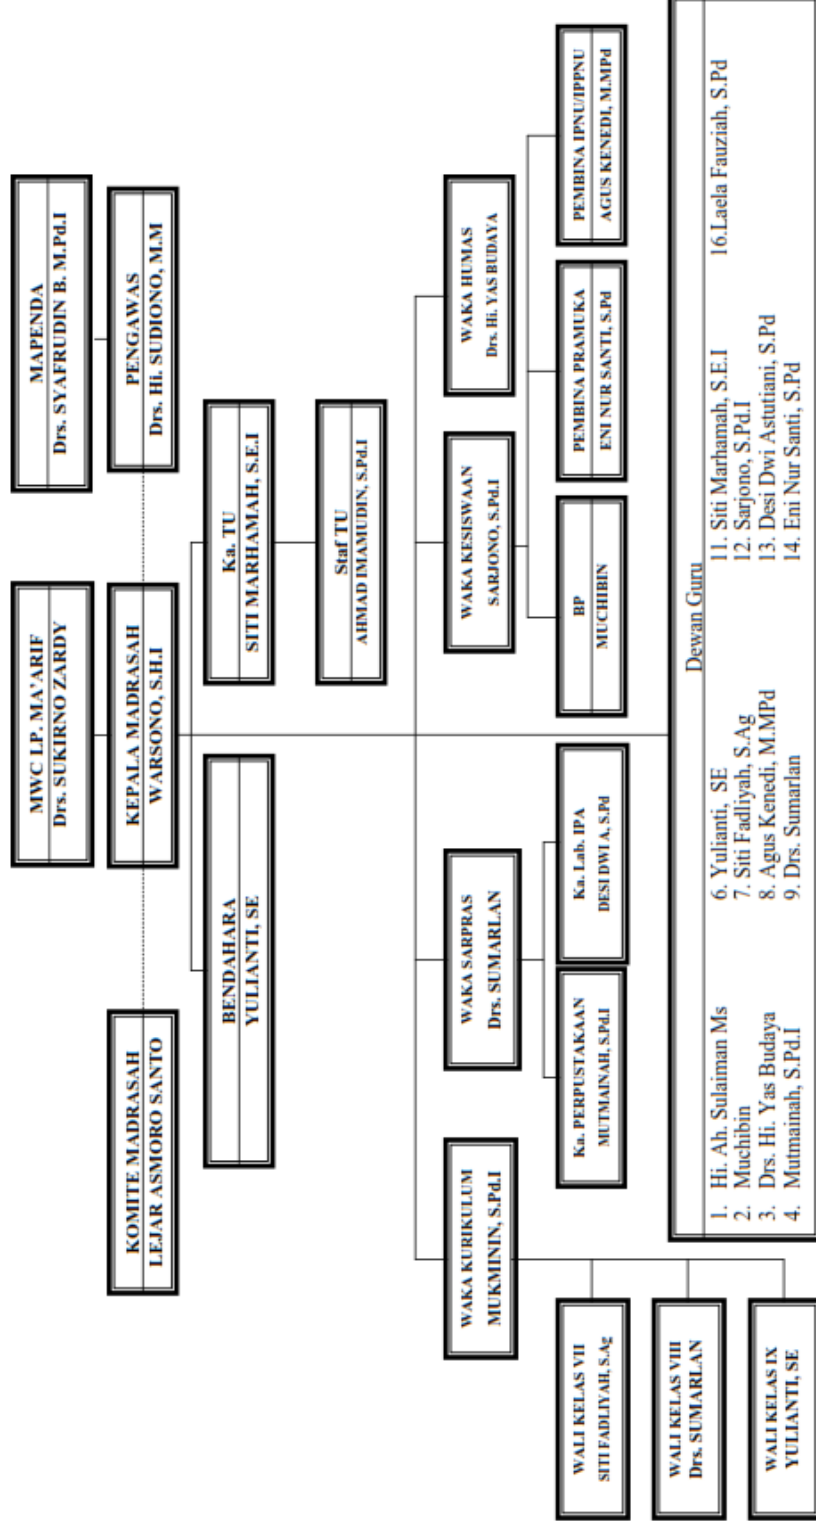 MWC LP. MA'ARIF
Drs. SUKIRNO ZARDY
MAPENDA
Drs. SYAFRUDIN B. M.Pd.I
KOMITE MADRASAH
LEJAR ASMORO SANTO
KEPALA MADRASAH
WARSONO, S.H.I
PENGAWAS
Drs. Hi. SUDIONO, M.M
BENDAHARA
YULIANTI, SE
Ka. TU
SITI MARHAMAH, S.E.I
Staf TU
AHMAD IMAMUDIN, S.Pd.I
WAKA KURIKULUM
MUKMININ, S.Pd.I
WAKA SARPRAS
Drs. SUMARLAN
WAKA KESISWAAN
SARJONO, S.Pd.I
WAKA HUMAS
Drs. Hi. YAS BUDAYA
WALI KELAS VII
SITI FADLIYAH, S.Ag
WALI KELAS VIII
Drs. SUMARLAN
WALI KELAS IX
YULIANTI, SE
Ka. PERPUSTAKAAN
MUTMAINAH, S.Pd.I
Ka. Lab. IPA
DESI DWI A, S.Pd
BP
MUCHIBIN
PEMBINA PRAMUKA
ENI NUR SANTI, S.Pd
PEMBINA IPNU/IPPNU
AGUS KENEDI, M.MPd
Dewan Guru
1. Hi. Ah. Sulaiman Ms
2. Muchibin
3. Drs. Hi. Yas Budaya
4. Mutmainah, S.Pd.I
6. Yulianti, SE
7. Siti Fadliyah, S.Ag
8. Agus Kenedi, M.MPd
9. Drs. Sumarlan
11. Siti Marhamah, S.E.I
12. Sarjono, S.Pd.I
13. Desi Dwi Astutiani, S.Pd
14. Eni Nur Santi, S.Pd
16.Laela Fauziah, S.Pd